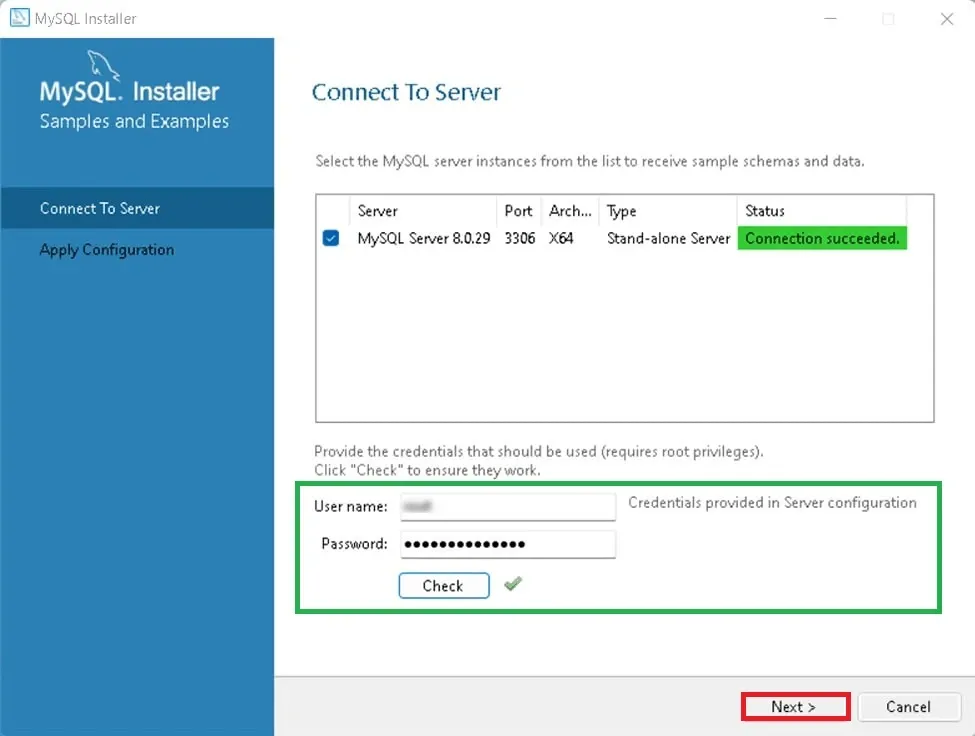 MySQL Installer
MySQL. Installer
Samples and Examples
Connect To Server
Apply Configuration
Connect To Server
Select the MySQL server instances from the list to receive sample schemas and data.
Server Port Arch... Type Status
MySQL Server 8.0.29 3306 X64 Stand-alone Server Connection succeeded.
Provide the credentials that should be used (requires root privileges).
Click "Check" to ensure they work.
User name: Credentials provided in Server configuration
Password: ●●●●●●●●●●●●●●
Check
Next > Cancel